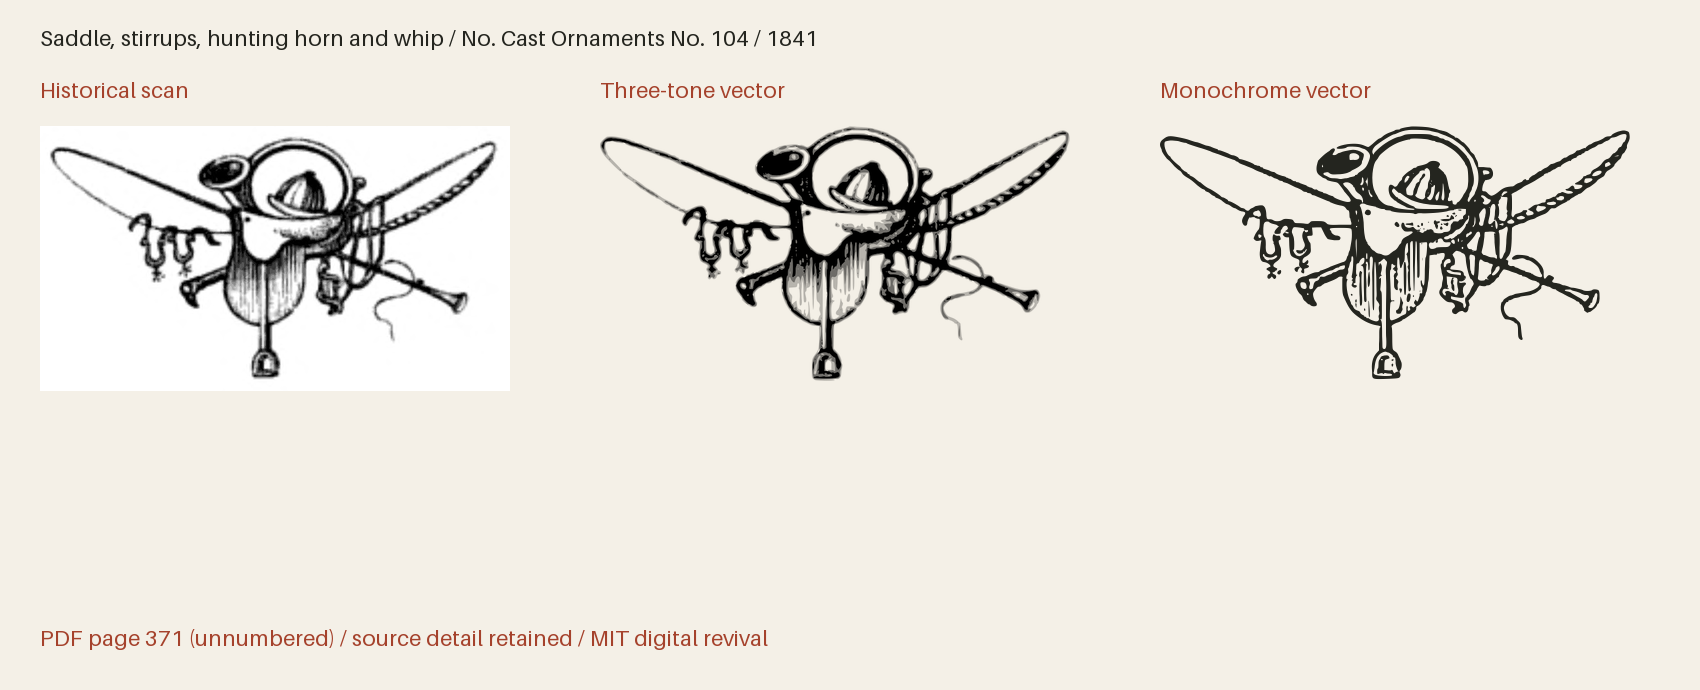 Saddle, stirrups, hunting horn and whip / No. Cast Ornaments No. 104 / 1841
Historical scan
Three-tone vector
Monochrome vector
PDF page 371 (unnumbered) / source detail retained / MIT digital revival